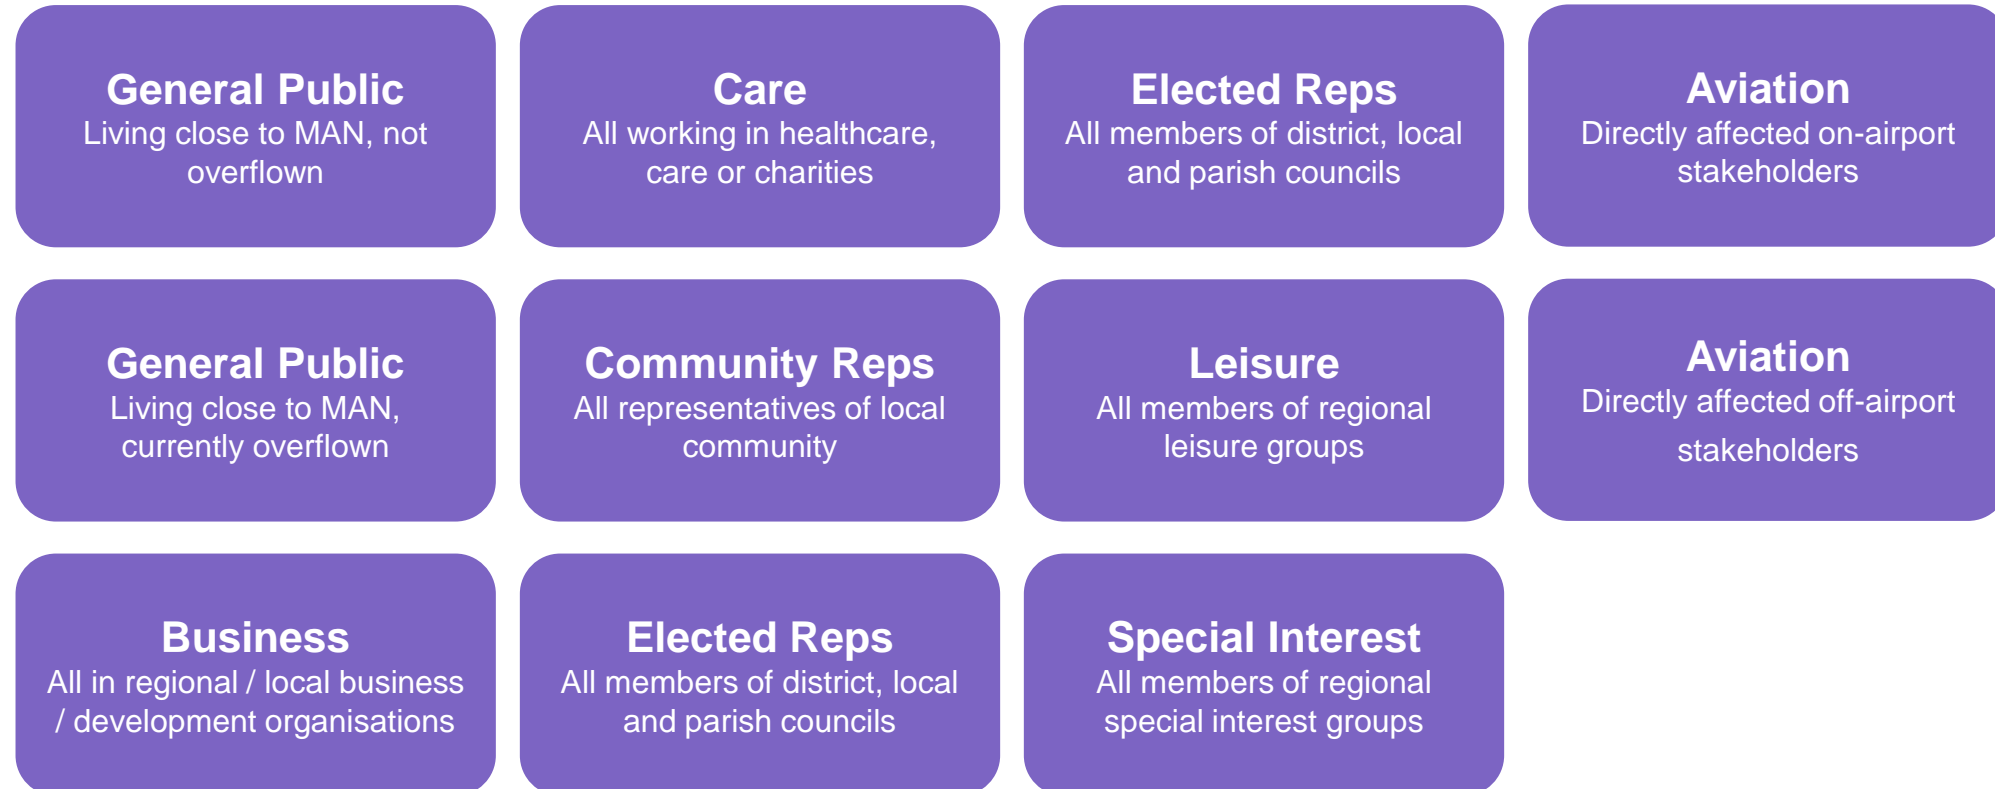 General Public
Living close to MAN, not
overflown
Care
All working in healthcare,
care or charities
Elected Reps
All members of district, local
and parish councils
Aviation
Directly affected on-airport
stakeholders
General Public
Living close to MAN,
currently overflown
Community Reps
All representatives of local
community
Leisure
All members of regional
leisure groups
Aviation
Directly affected off-airport
stakeholders
Business
All in regional / local business
/ development organisations
Elected Reps
All members of district, local
and parish councils
Special Interest
All members of regional
special interest groups